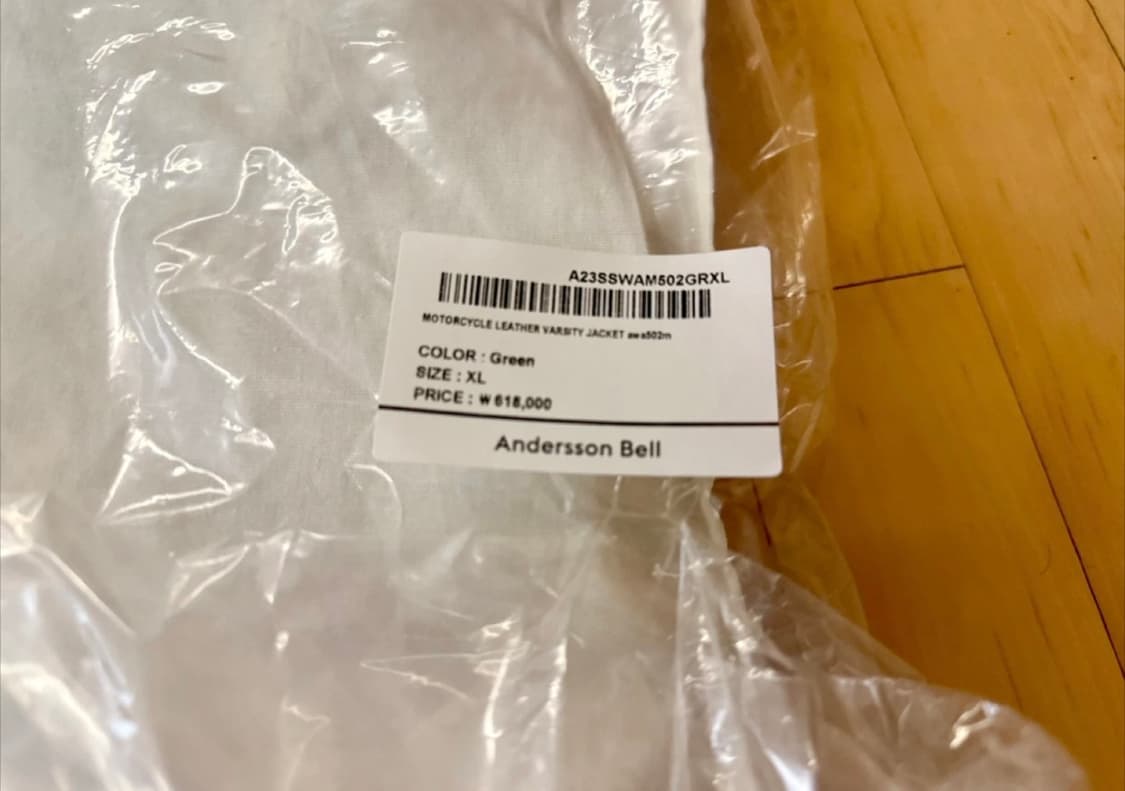 A23SSWAM502GRXL
MOTORCYCLE LEATHER VARSITY JACKET awa502m
COLOR : Green
SIZE : XL
PRICE : ₩ 618,000
Andersson Bell